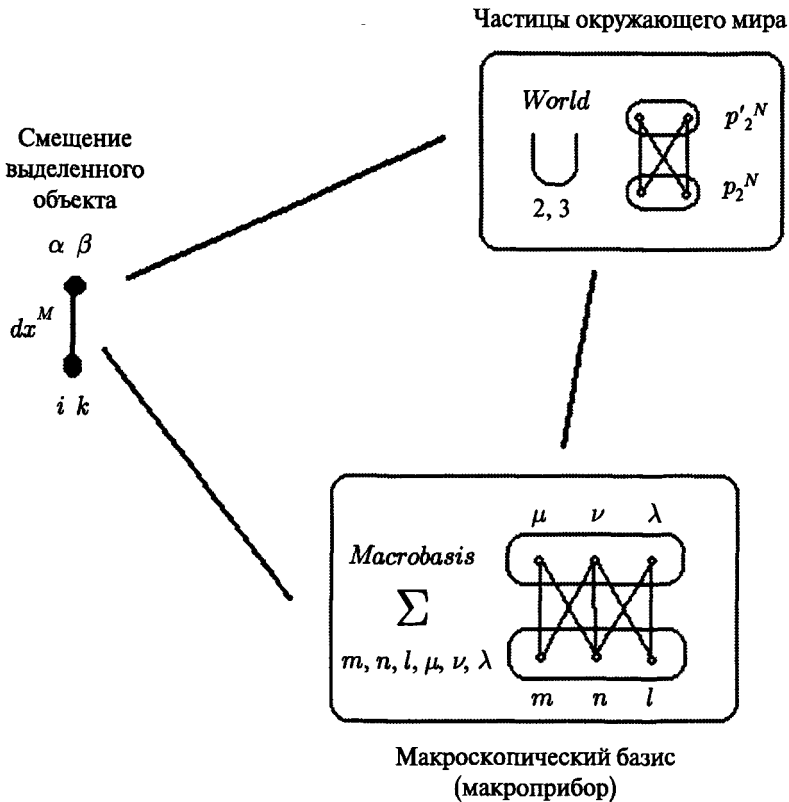 Частицы окружающего мира
World
⋃
2, 3
p′₂ᴺ
p₂ᴺ
Смещение
выделенного
объекта
α β
dxᴹ
i k
μ ν λ
Macrobasis
∑
m, n, l, μ, ν, λ
m n l
Макроскопический базис
(макроприбор)